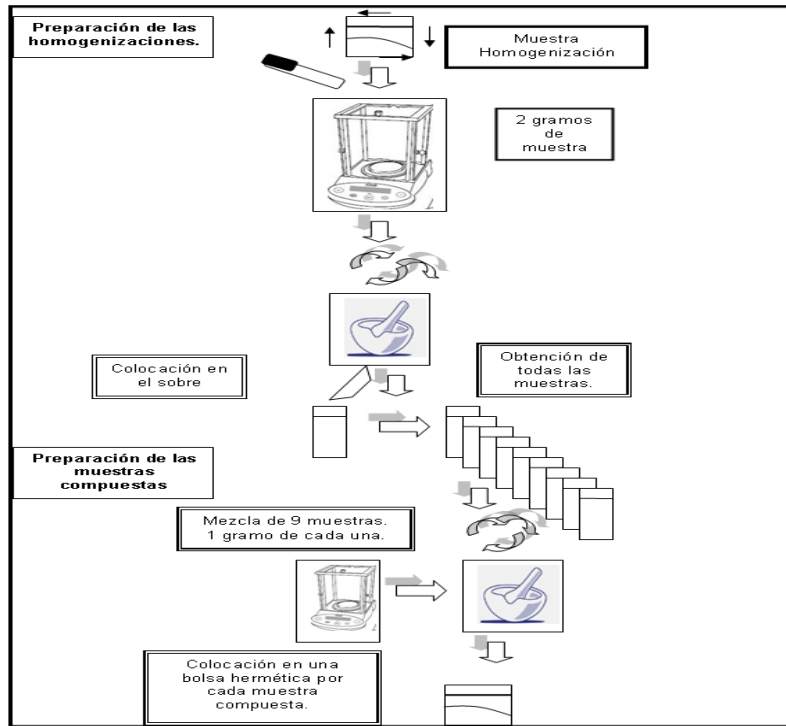 Preparación de las
homogenizaciones.
Muestra
Homogenización
2 gramos
de
muestra
Colocación en
el sobre
Obtención de
todas las
muestras.
Preparación de las
muestras
compuestas
Mezcla de 9 muestras.
1 gramo de cada una.
Colocación en una
bolsa hermética por
cada muestra
compuesta.